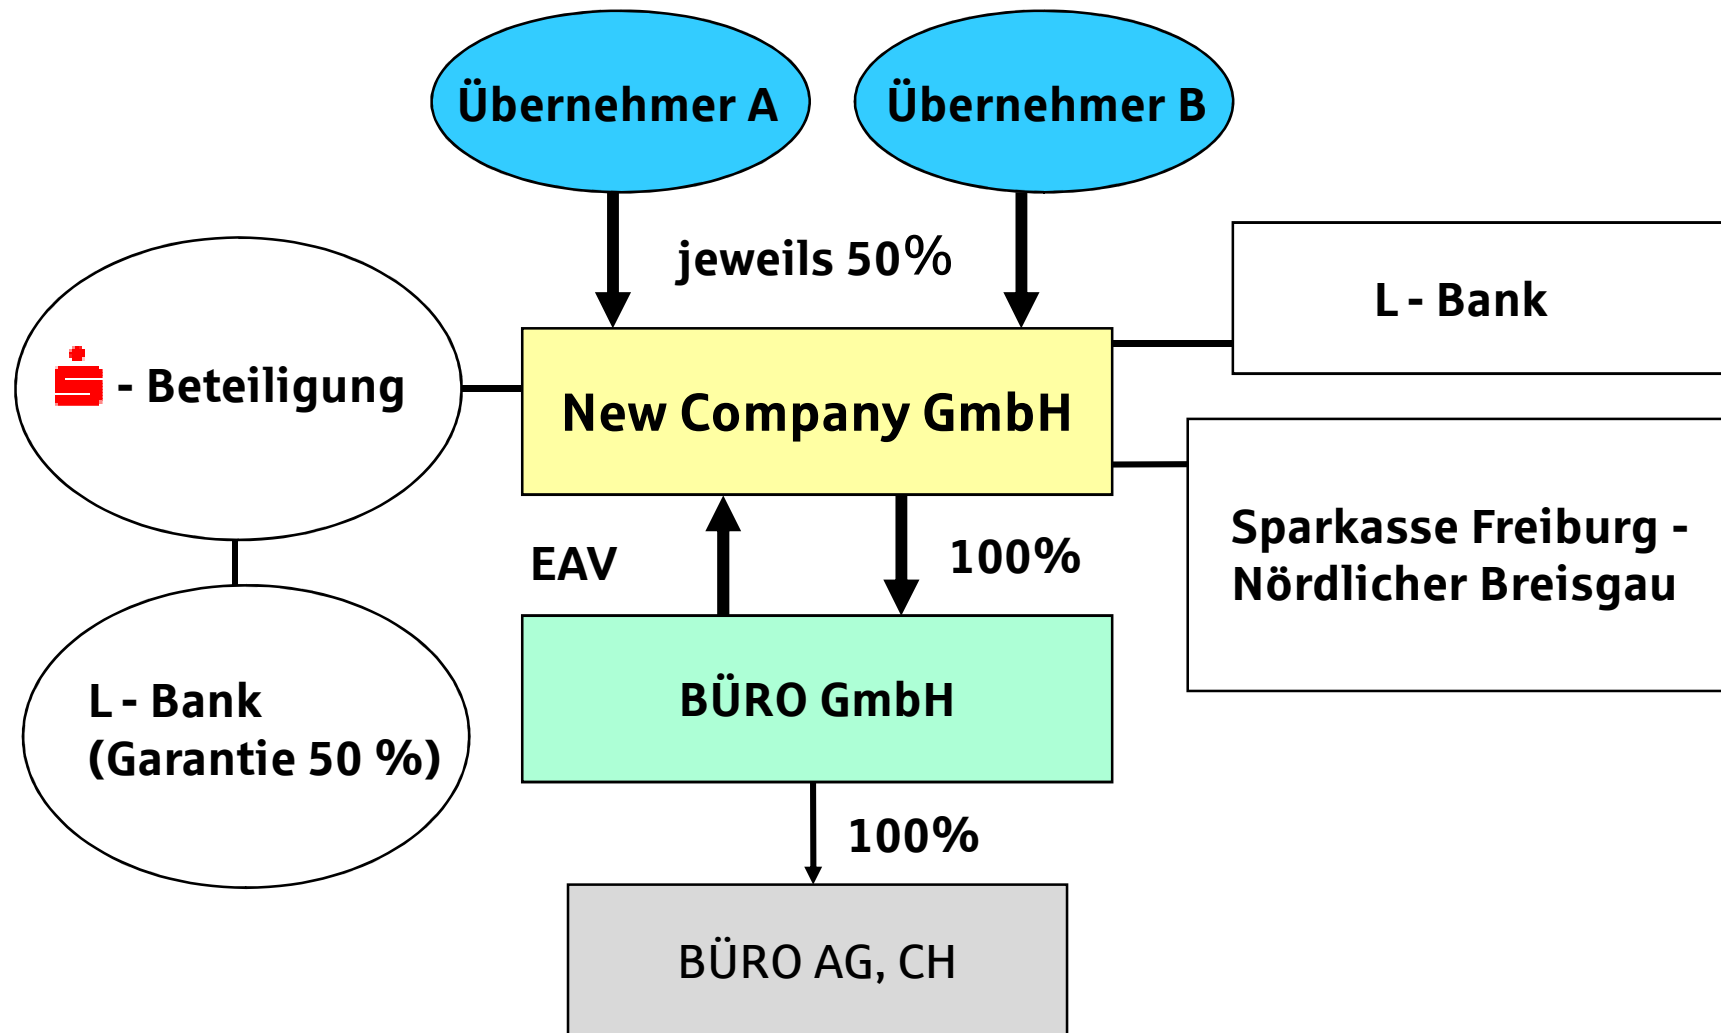 Übernehmer A
Übernehmer B
jeweils 50%
L - Bank
S - Beteiligung
New Company GmbH
Sparkasse Freiburg -
Nördlicher Breisgau
EAV
100%
L - Bank
(Garantie 50 %)
BÜRO GmbH
100%
BÜRO AG, CH